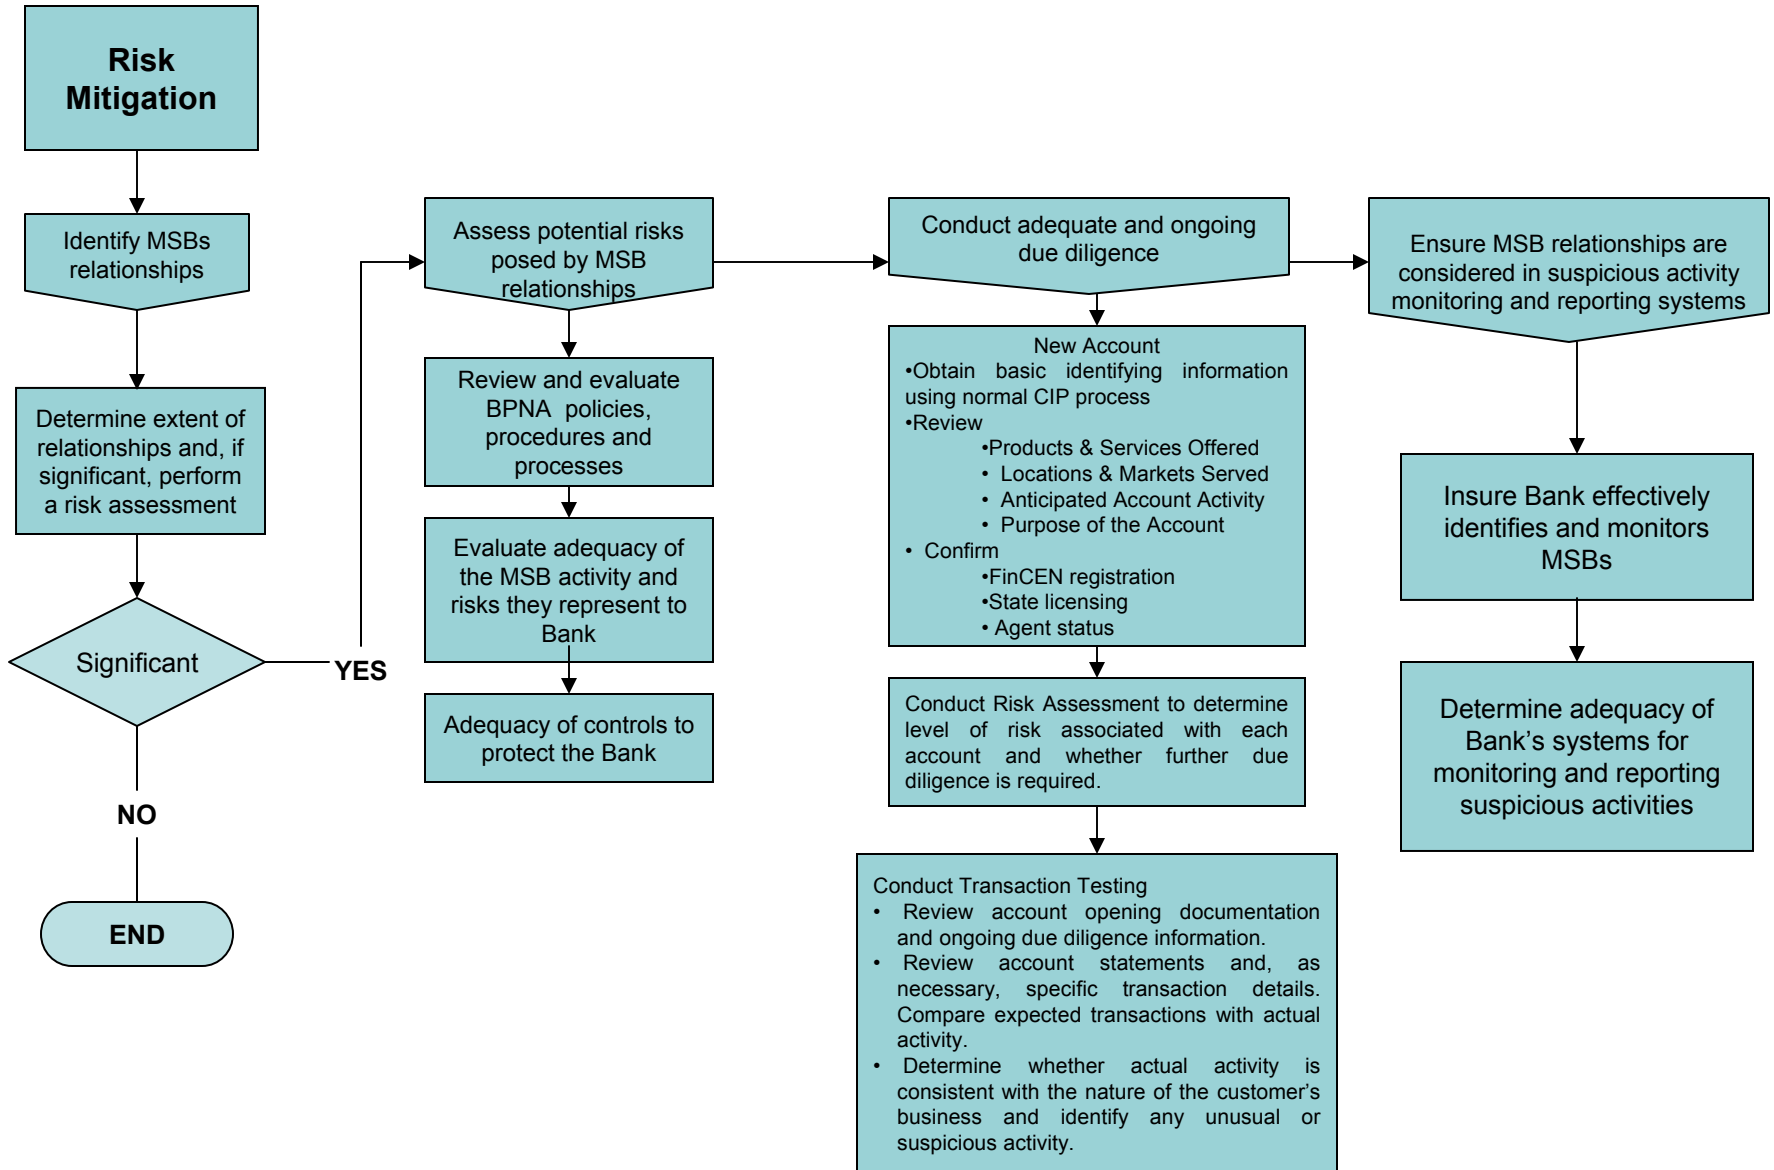 Risk
Mitigation
Identify MSBs
relationships
Determine extent of
relationships and, if
significant, perform
a risk assessment
Significant
YES
NO
END
Assess potential risks
posed by MSB
relationships
Review and evaluate
BPNA policies,
procedures and
processes
Evaluate adequacy of
the MSB activity and
risks they represent to
Bank
Adequacy of controls to
protect the Bank
Conduct adequate and ongoing
due diligence
New Account
•Obtain basic identifying information
using normal CIP process
•Review
•Products & Services Offered
• Locations & Markets Served
• Anticipated Account Activity
• Purpose of the Account
• Confirm
•FinCEN registration
•State licensing
• Agent status
Conduct Risk Assessment to determine
level of risk associated with each
account and whether further due
diligence is required.
Conduct Transaction Testing
• Review account opening documentation
and ongoing due diligence information.
• Review account statements and, as
necessary, specific transaction details.
Compare expected transactions with actual
activity.
• Determine whether actual activity is
consistent with the nature of the customer’s
business and identify any unusual or
suspicious activity.
Ensure MSB relationships are
considered in suspicious activity
monitoring and reporting systems
Insure Bank effectively
identifies and monitors
MSBs
Determine adequacy of
Bank’s systems for
monitoring and reporting
suspicious activities